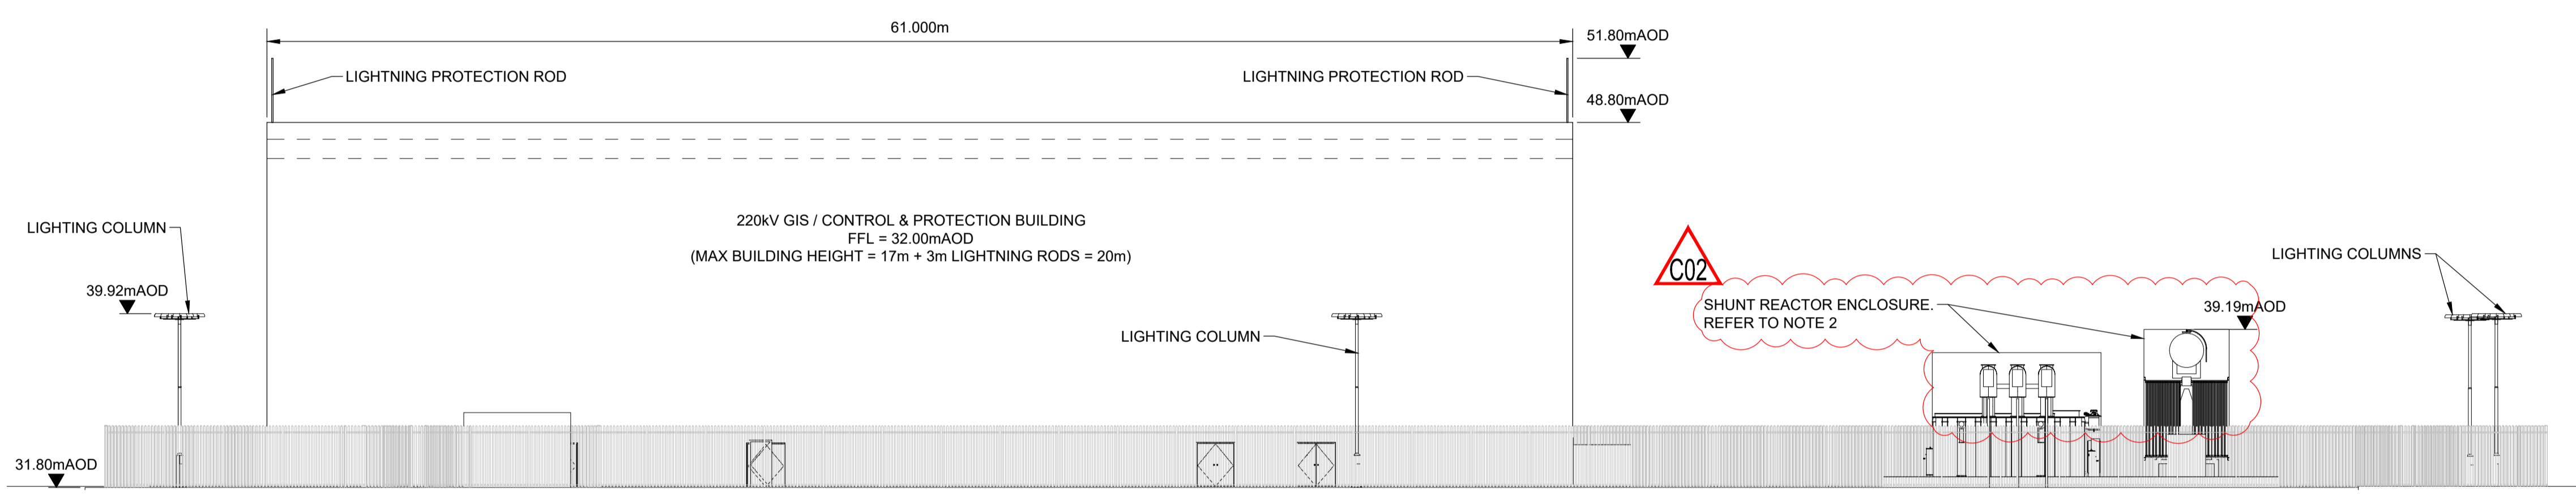 61.000m
51.80mAOD
LIGHTNING PROTECTION ROD
LIGHTNING PROTECTION ROD
48.80mAOD
220kV GIS / CONTROL & PROTECTION BUILDING
FFL = 32.00mAOD
(MAX BUILDING HEIGHT = 17m + 3m LIGHTNING RODS = 20m)
LIGHTING COLUMN
39.92mAOD
LIGHTING COLUMN
C02
SHUNT REACTOR ENCLOSURE.
REFER TO NOTE 2
39.19mAOD
LIGHTING COLUMNS
31.80mAOD